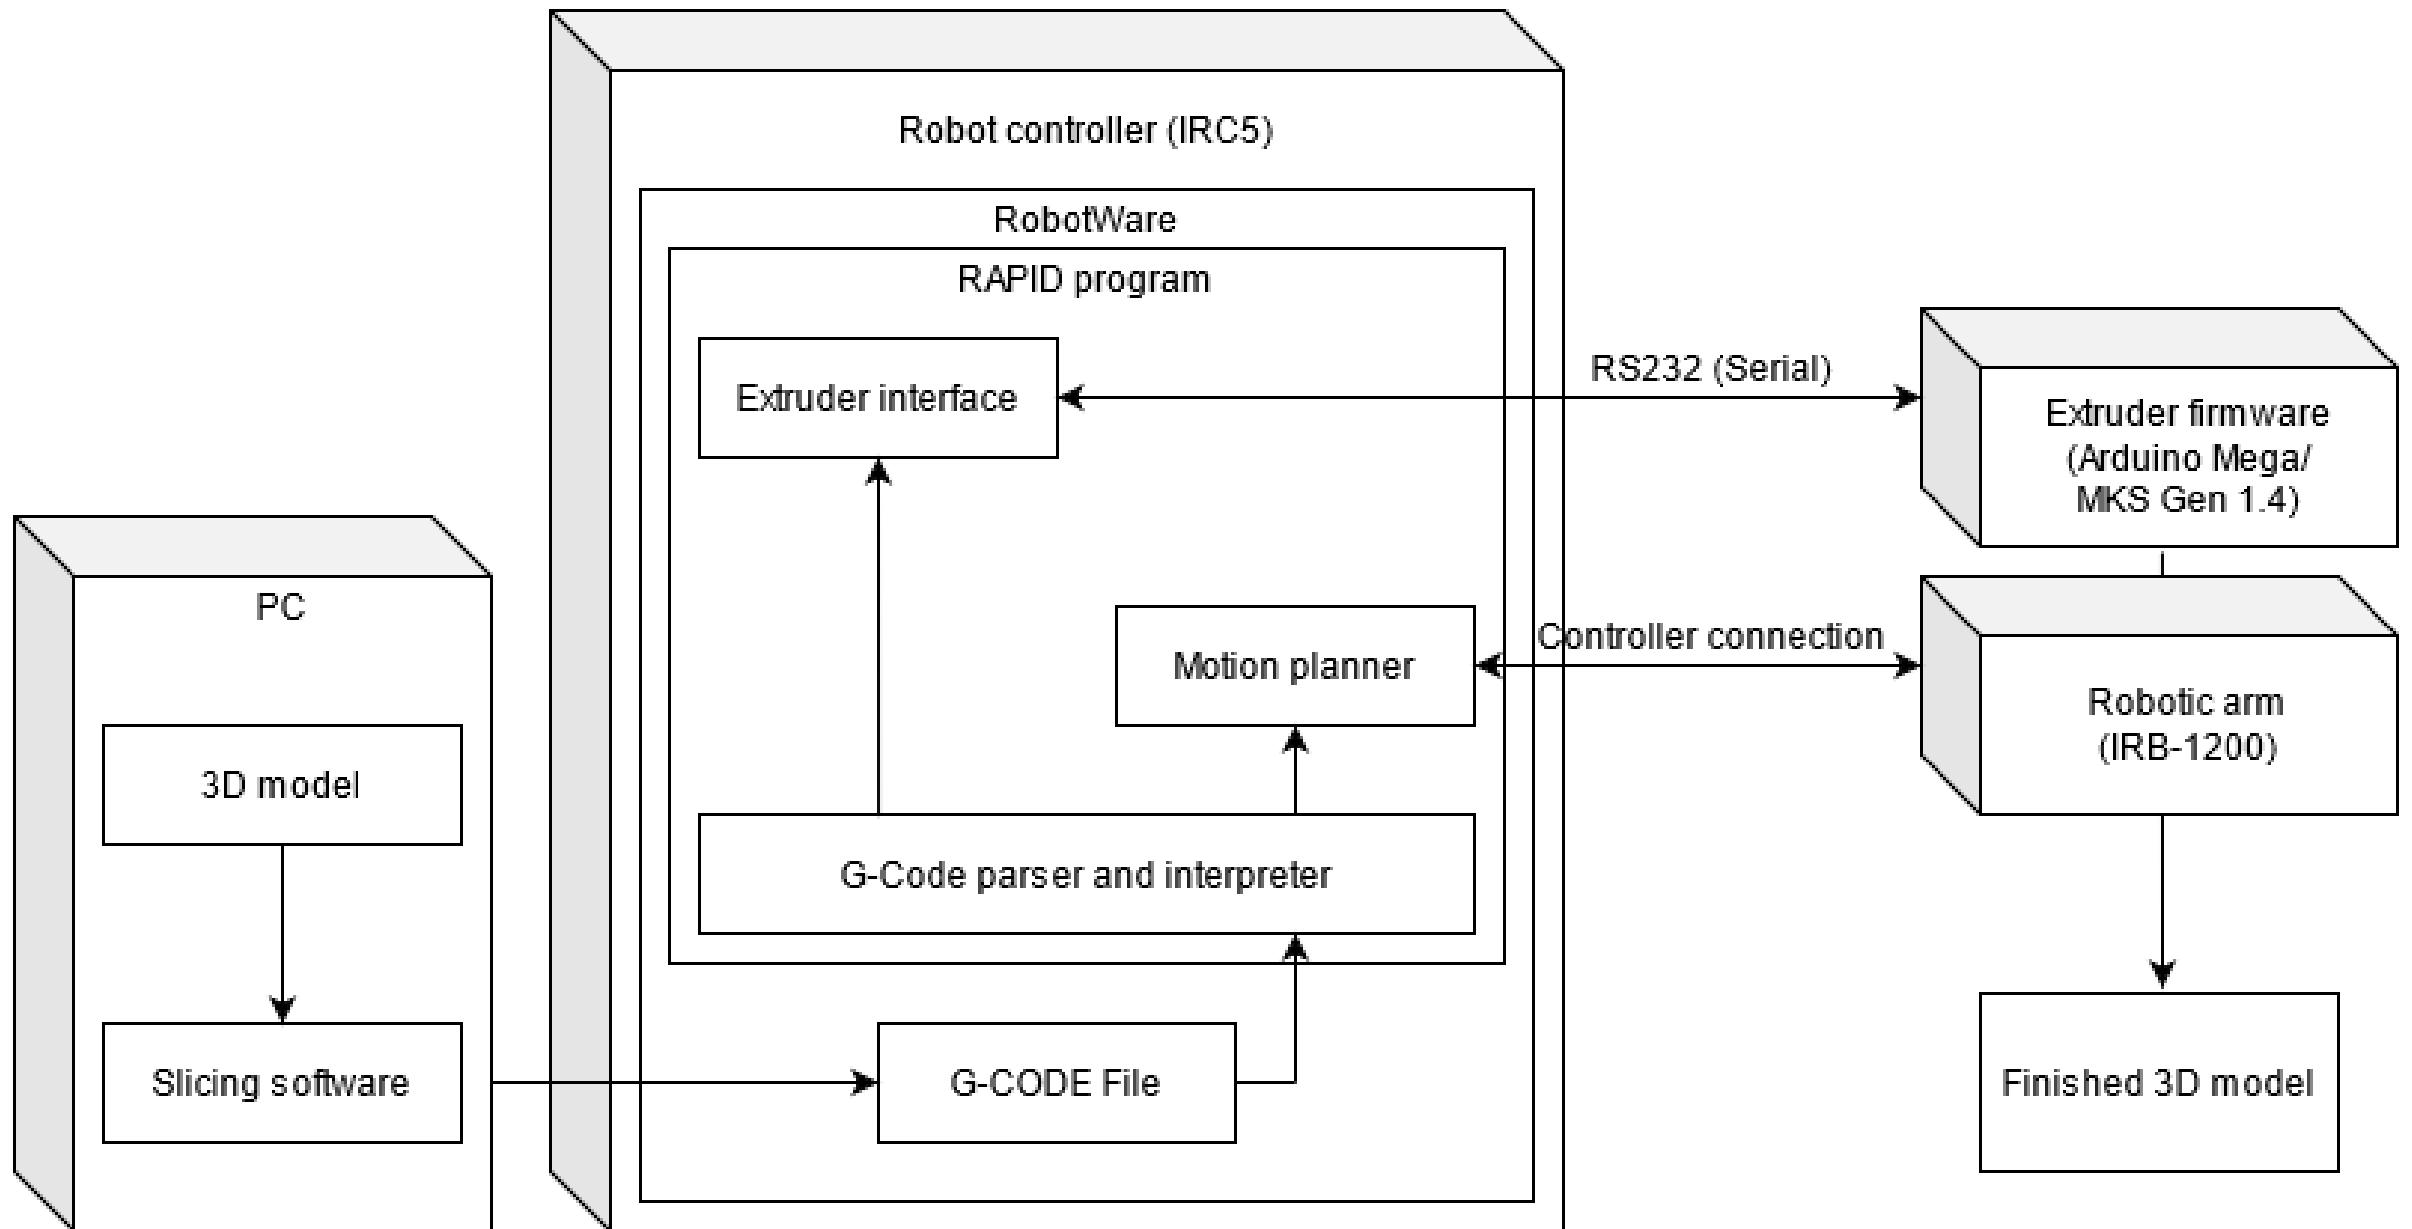 Robot controller (IRC5)
RobotWare
RAPID program
Extruder interface
RS232 (Serial)
Extruder firmware
(Arduino Mega/
MKS Gen 1.4)
PC
Motion planner
Controller connection
Robotic arm
(IRB-1200)
3D model
G-Code parser and interpreter
Slicing software
G-CODE File
Finished 3D model